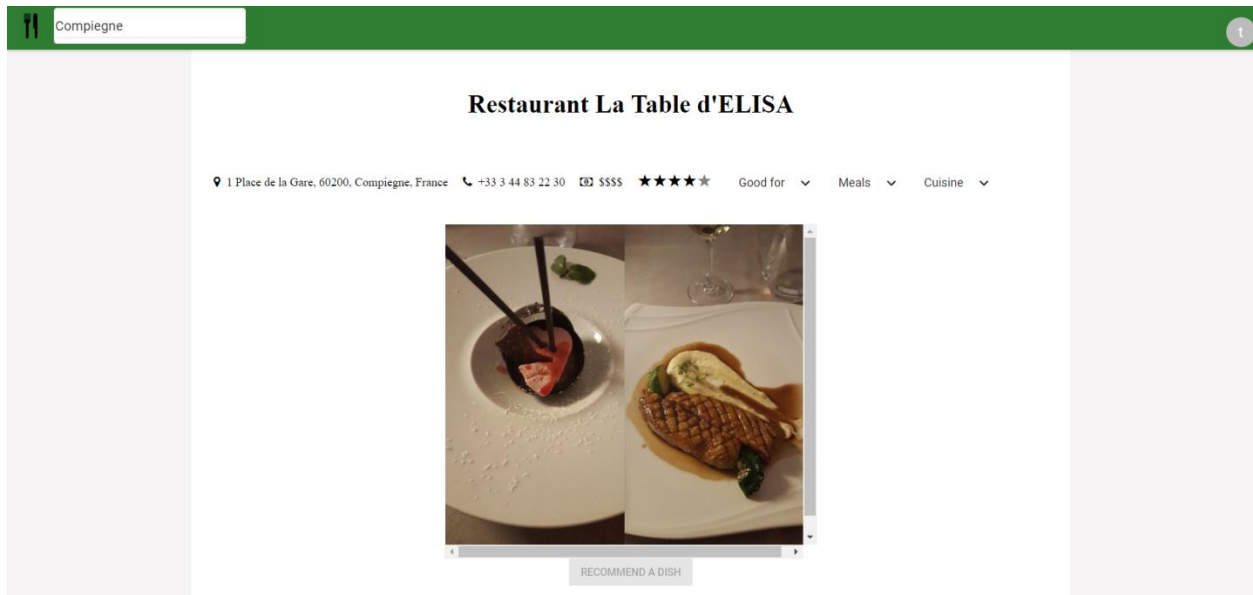 Compiegne
t
Restaurant La Table d'ELISA
1 Place de la Gare, 60200, Compiegne, France +33 3 44 83 22 30 $$$$ Good for Meals Cuisine
RECOMMEND A DISH